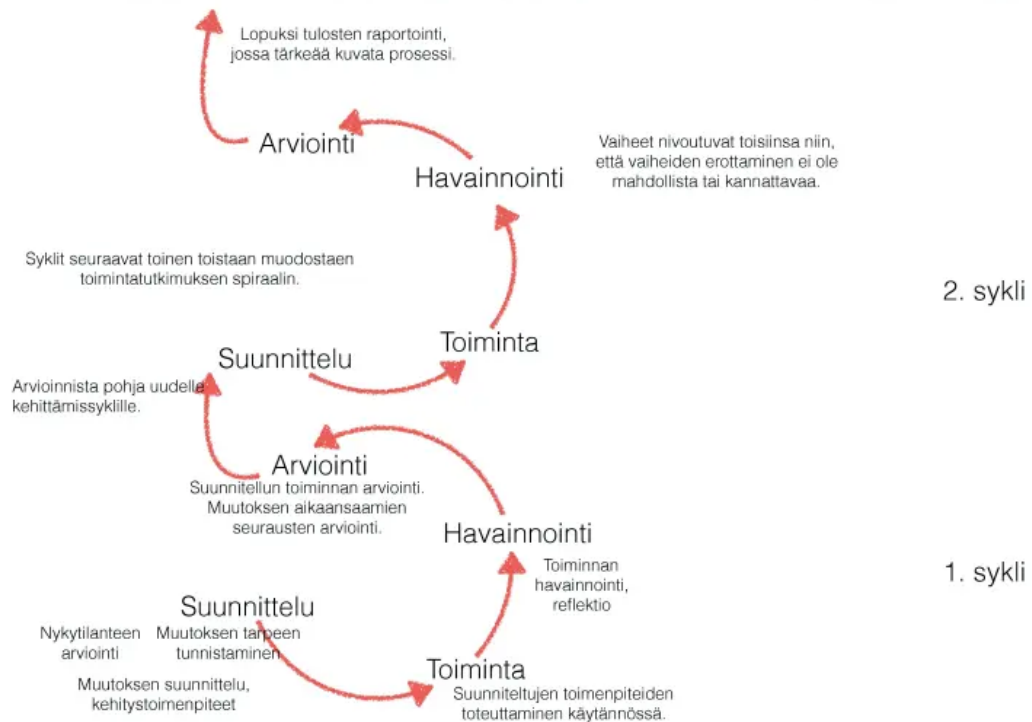 Lopuksi tulosten raportointi,
jossa tärkeää kuvata prosessi.
Arviointi
Havainnointi
Vaiheet nivoutuvat toisiinsa niin,
että vaiheiden erottaminen ei ole
mahdollista tai kannattavaa.
Syklit seuraavat toinen toistaan muodostaen
toimintatutkimuksen spiraalin.
2. sykli
Toiminta
Suunnittelu
Arvioinnista pohja uudelle
kehittämissyklille.
Arviointi
Suunnitellun toiminnan arviointi.
Muutoksen aikaansaamien
seurausten arviointi.
Havainnointi
Toiminnan
havainnointi,
reflektio
1. sykli
Suunnittelu
Nykytilanteen
arviointi
Muutoksen tarpeen
tunnistaminen
Muutoksen suunnittelu,
kehitystoimenpiteet
Toiminta
Suunniteltujen toimenpiteiden
toteuttaminen käytännössä.